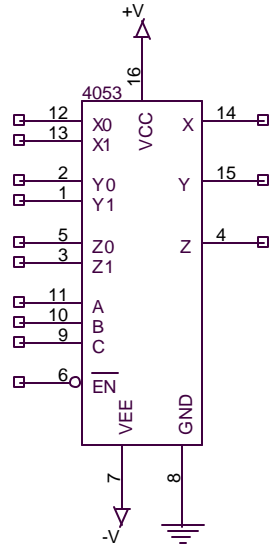 +V
16
4053
VCC
12 X0 X 14
13 X1
2 Y0 Y 15
1 Y1
5 Z0 Z 4
3 Z1
11 A
10 B
9 C
6 EN
VEE GND
7 8
-V